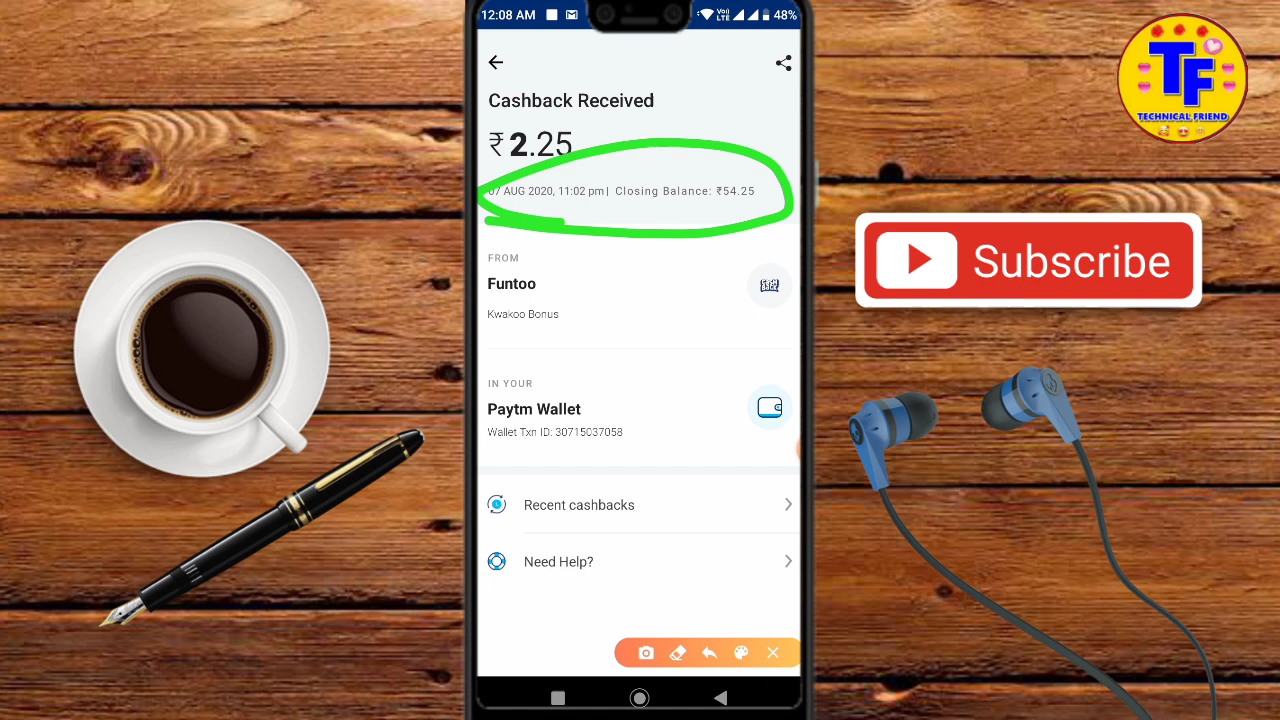 12:08 AM
Vo))
LTE
48%
Cashback Received
₹ 2.25
07 AUG 2020, 11:02 pm | Closing Balance: ₹54.25
FROM
Funtoo
Kwakoo Bonus
IN YOUR
Paytm Wallet
Wallet Txn ID: 30715037058
Recent cashbacks
Need Help?
TF
TECHNICAL FRIEND
Subscribe